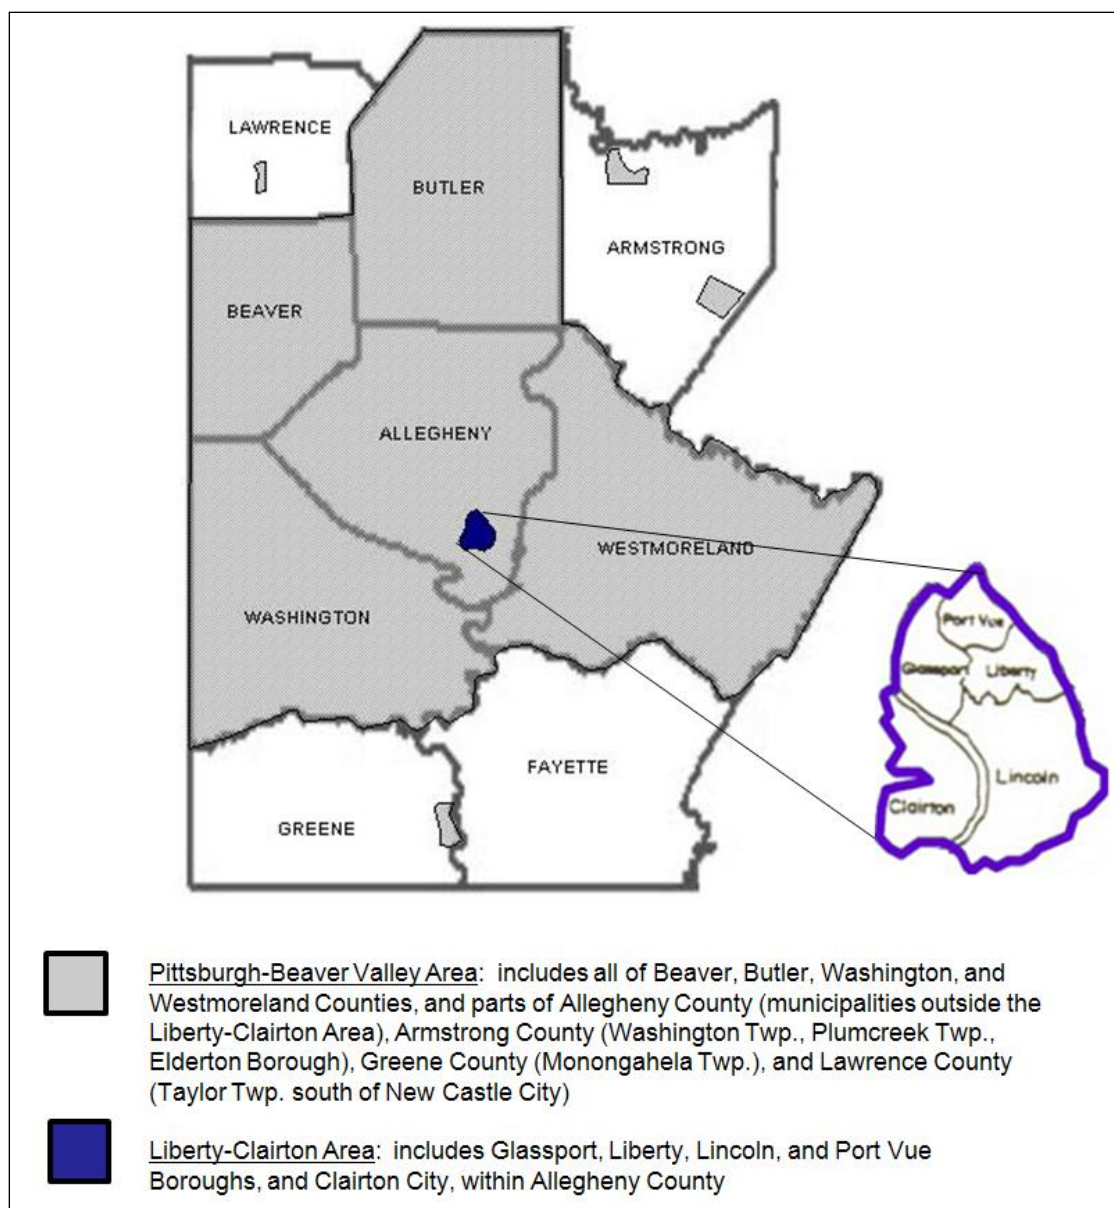 LAWRENCE
BUTLER
ARMSTRONG
BEAVER
ALLEGHENY
WESTMORELAND
WASHINGTON
Port Vue
Glassport
Liberty
Lincoln
Clairton
FAYETTE
GREENE
Pittsburgh-Beaver Valley Area: includes all of Beaver, Butler, Washington, and
Westmoreland Counties, and parts of Allegheny County (municipalities outside the
Liberty-Clairton Area), Armstrong County (Washington Twp., Plumcreek Twp.,
Elderton Borough), Greene County (Monongahela Twp.), and Lawrence County
(Taylor Twp. south of New Castle City)
Liberty-Clairton Area: includes Glassport, Liberty, Lincoln, and Port Vue
Boroughs, and Clairton City, within Allegheny County